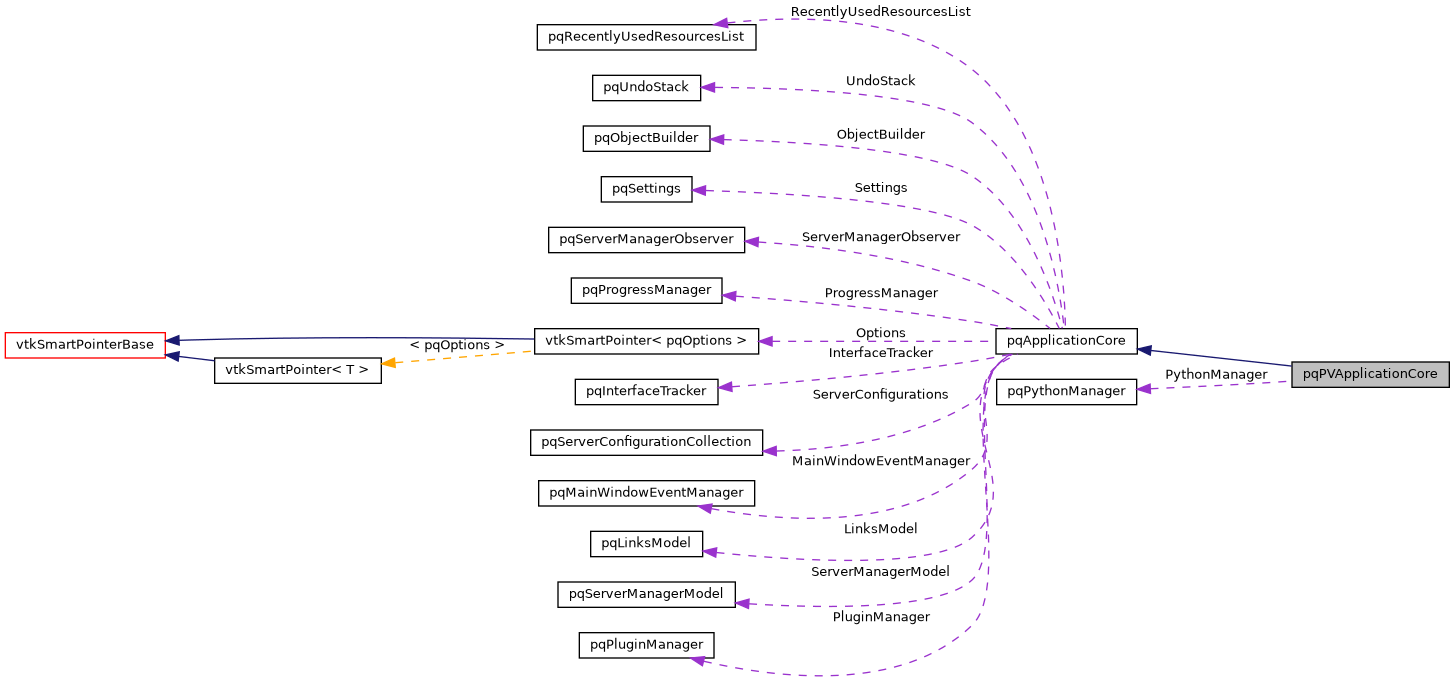 RecentlyUsedResourcesList
pqRecentlyUsedResourcesList
UndoStack
pqUndoStack
ObjectBuilder
pqObjectBuilder
Settings
pqSettings
ServerManagerObserver
pqServerManagerObserver
ProgressManager
pqProgressManager
Options
vtkSmartPointerBase
< pqOptions >
vtkSmartPointer< pqOptions >
pqApplicationCore
InterfaceTracker
vtkSmartPointer< T >
PythonManager
pqPVApplicationCore
pqInterfaceTracker
pqPythonManager
ServerConfigurations
pqServerConfigurationCollection
MainWindowEventManager
pqMainWindowEventManager
LinksModel
pqLinksModel
ServerManagerModel
pqServerManagerModel
PluginManager
pqPluginManager